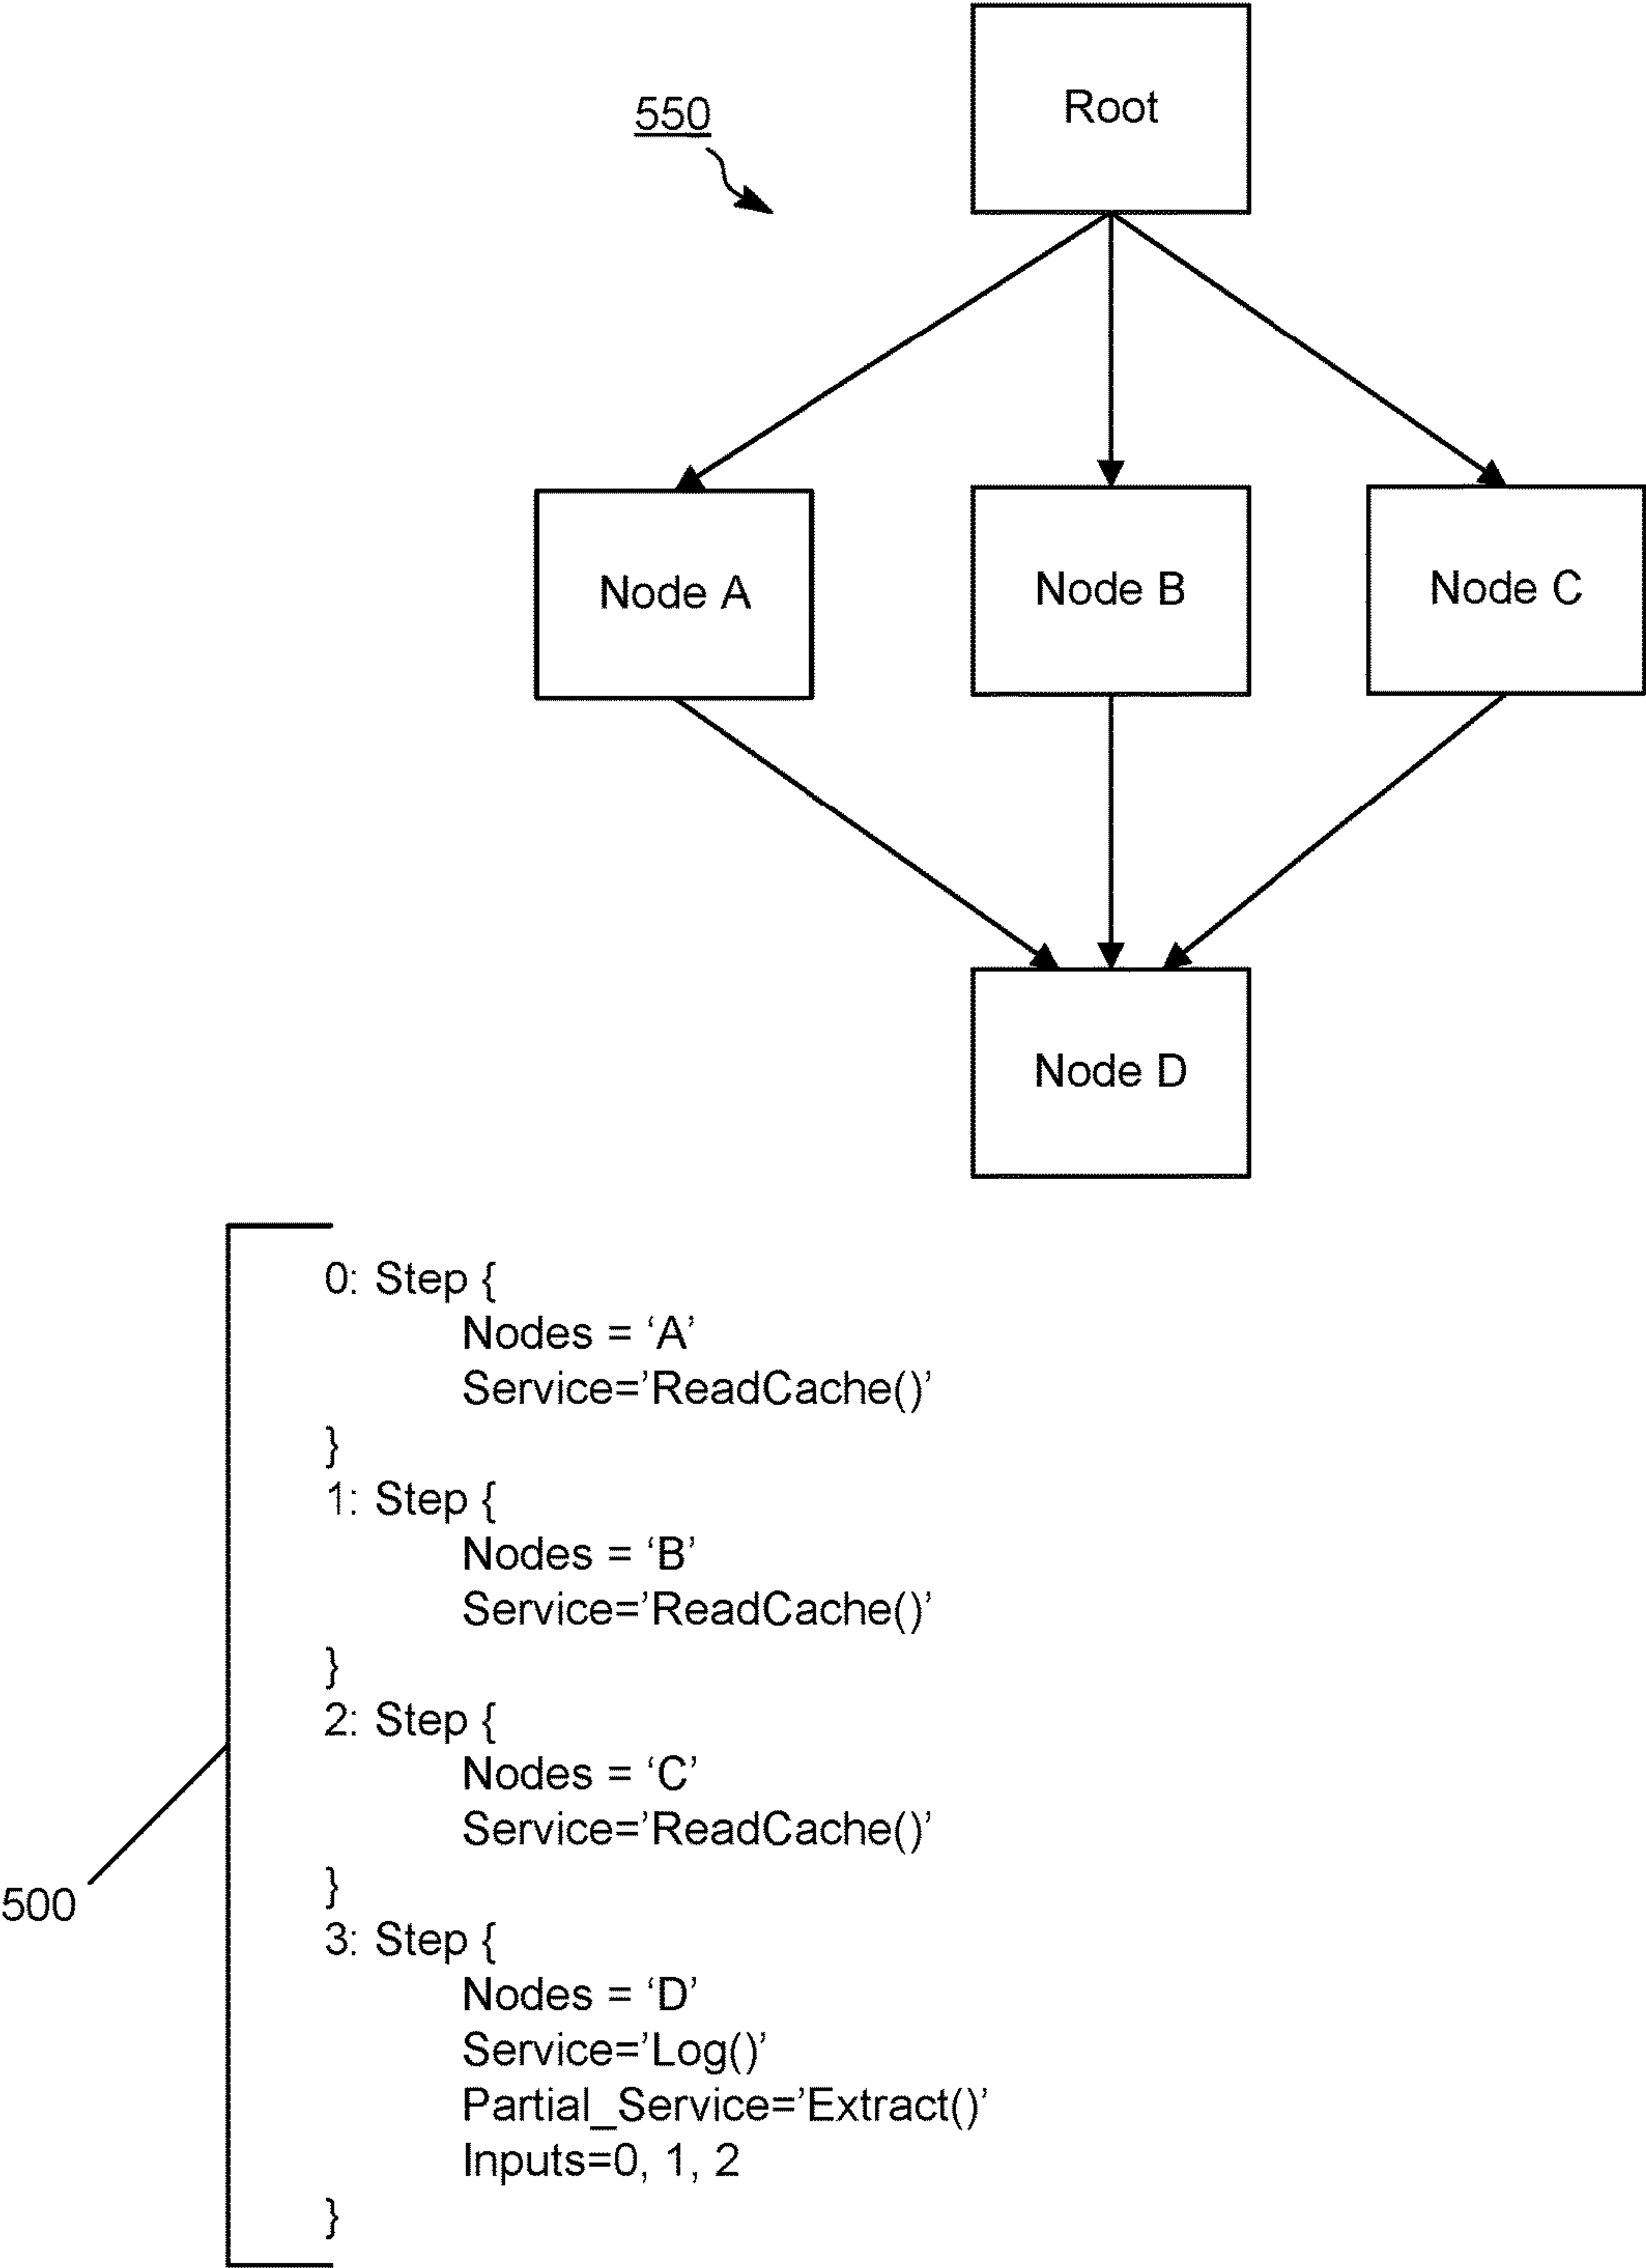 550
Root
Node A
Node B
Node C
Node D
0: Step {
Nodes = ‘A’
Service=’ReadCache()’
}
1: Step {
Nodes = ‘B’
Service=’ReadCache()’
}
2: Step {
Nodes = ‘C’
Service=’ReadCache()’
}
3: Step {
Nodes = ‘D’
Service=’Log()’
Partial_Service=’Extract()’
Inputs=0, 1, 2
}
500